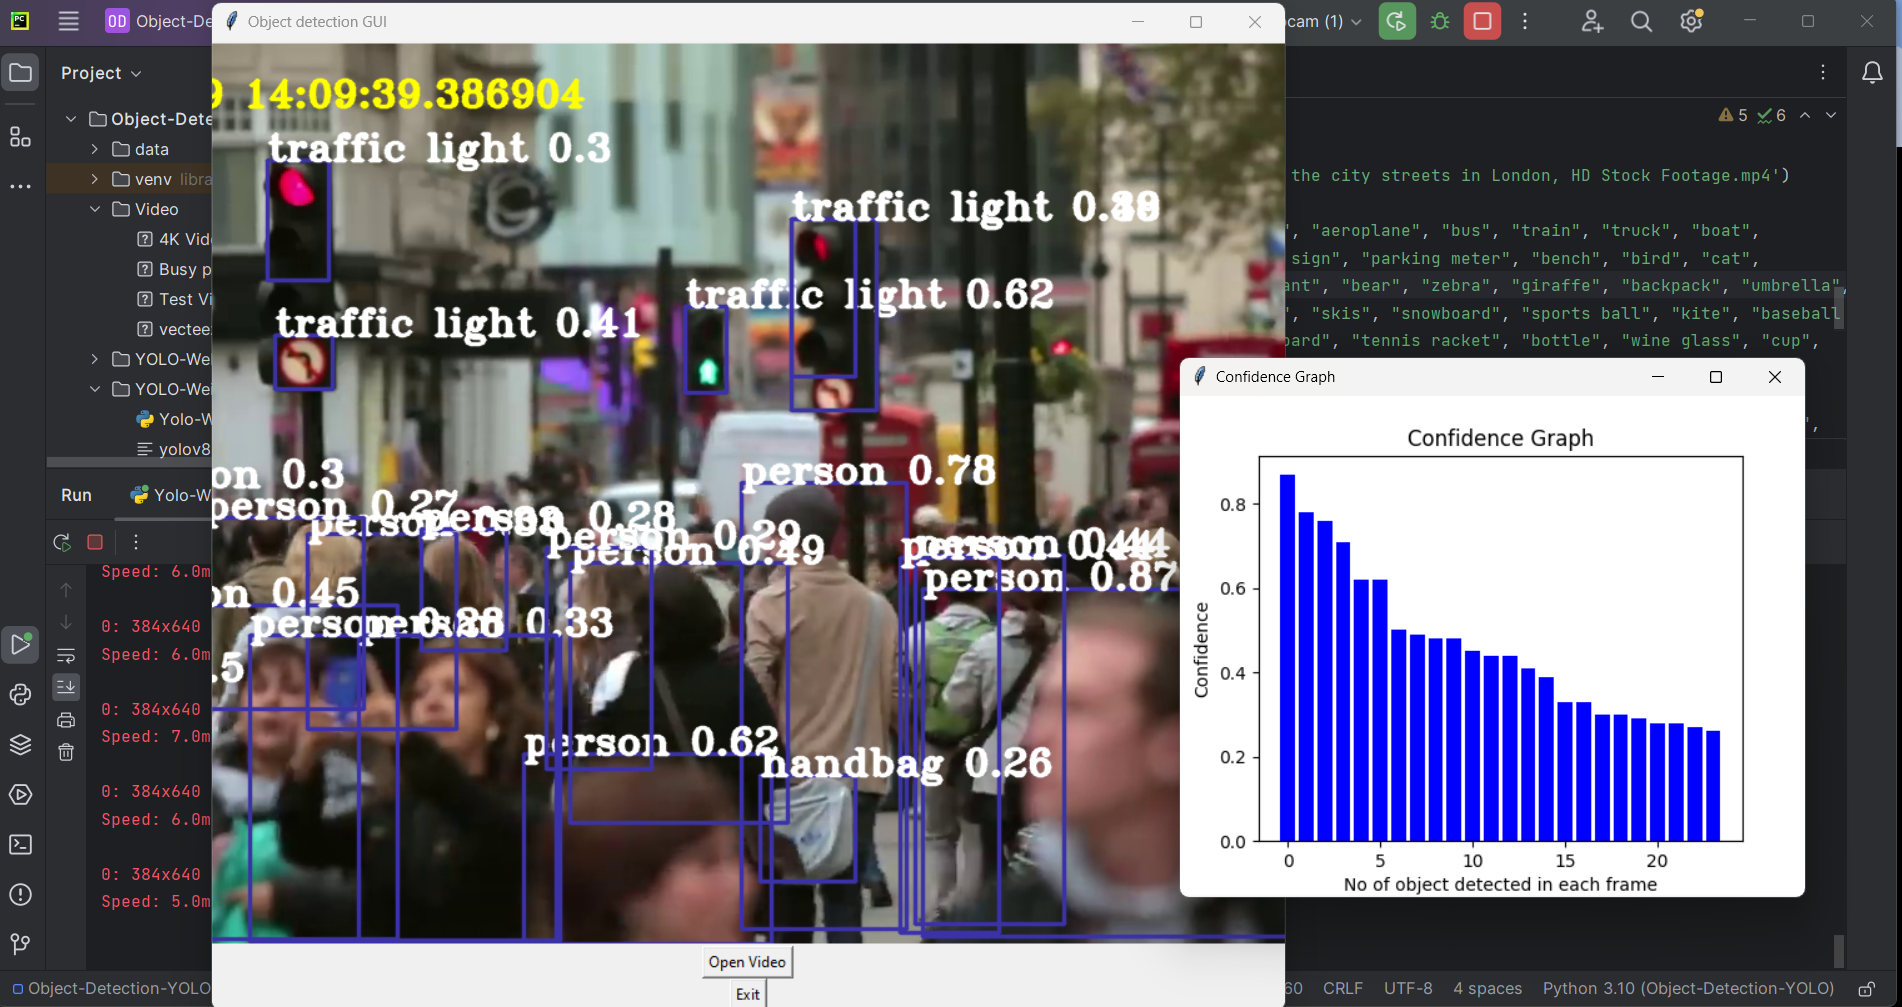 PC
OD Object-De
Object detection GUI
cam (1)
Project
9 14:09:39.386904
Object-Dete
data
venv libra
Video
4K Vid
Busy p
Test Vi
vectee
YOLO-We
YOLO-We
Yolo-W
yolov8
5 6
the city streets in London, HD Stock Footage.mp4')
', "aeroplane", "bus", "train", "truck", "boat",
sign", "parking meter", "bench", "bird", "cat",
ant", "bear", "zebra", "giraffe", "backpack", "umbrella",
, "skis", "snowboard", "sports ball", "kite", "baseball
oard", "tennis racket", "bottle", "wine glass", "cup",
',
traffic light 0.3
traffic light
traffic light 0.62
traffic light 0.41
person 0.78
on 0.3
person 0.27
person
person 0.28
person 0.29
person 0.49
person 0.44
person 0.87
on 0.45
person 0.28
person 0.33
.5
person 0.62
handbag 0.26
Run
Yolo-W
Speed: 6.0m
0: 384x640
Speed: 6.0m
0: 384x640
Speed: 7.0m
0: 384x640
Speed: 6.0m
0: 384x640
Speed: 5.0m
Confidence Graph
Confidence Graph
Confidence
0.8
0.6
0.4
0.2
0.0
0 5 10 15 20
No of object detected in each frame
Open Video
Exit
Object-Detection-YOLO
60 CRLF UTF-8 4 spaces Python 3.10 (Object-Detection-YOLO)